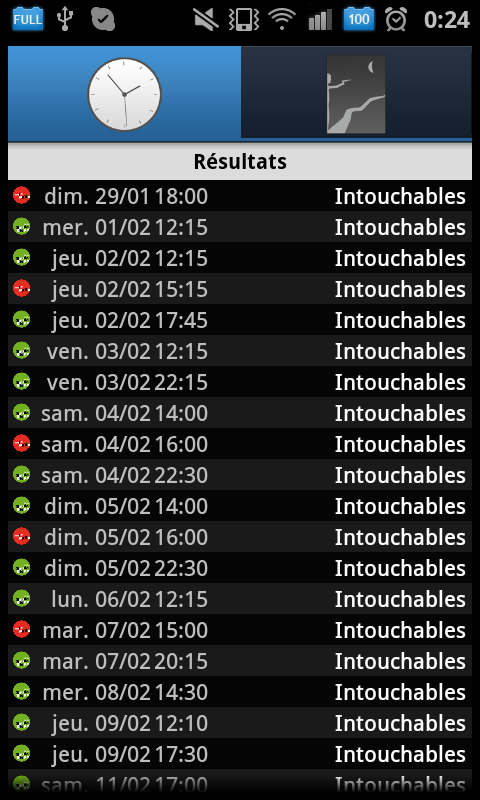 FULL 100 0:24
Résultats
dim. 29/01 18:00 Intouchables
mer. 01/02 12:15 Intouchables
jeu. 02/02 12:15 Intouchables
jeu. 02/02 15:15 Intouchables
jeu. 02/02 17:45 Intouchables
ven. 03/02 12:15 Intouchables
ven. 03/02 22:15 Intouchables
sam. 04/02 14:00 Intouchables
sam. 04/02 16:00 Intouchables
sam. 04/02 22:30 Intouchables
dim. 05/02 14:00 Intouchables
dim. 05/02 16:00 Intouchables
dim. 05/02 22:30 Intouchables
lun. 06/02 12:15 Intouchables
mar. 07/02 15:00 Intouchables
mar. 07/02 20:15 Intouchables
mer. 08/02 14:30 Intouchables
jeu. 09/02 12:10 Intouchables
jeu. 09/02 17:30 Intouchables
sam. 11/02 17:00 Intouchables